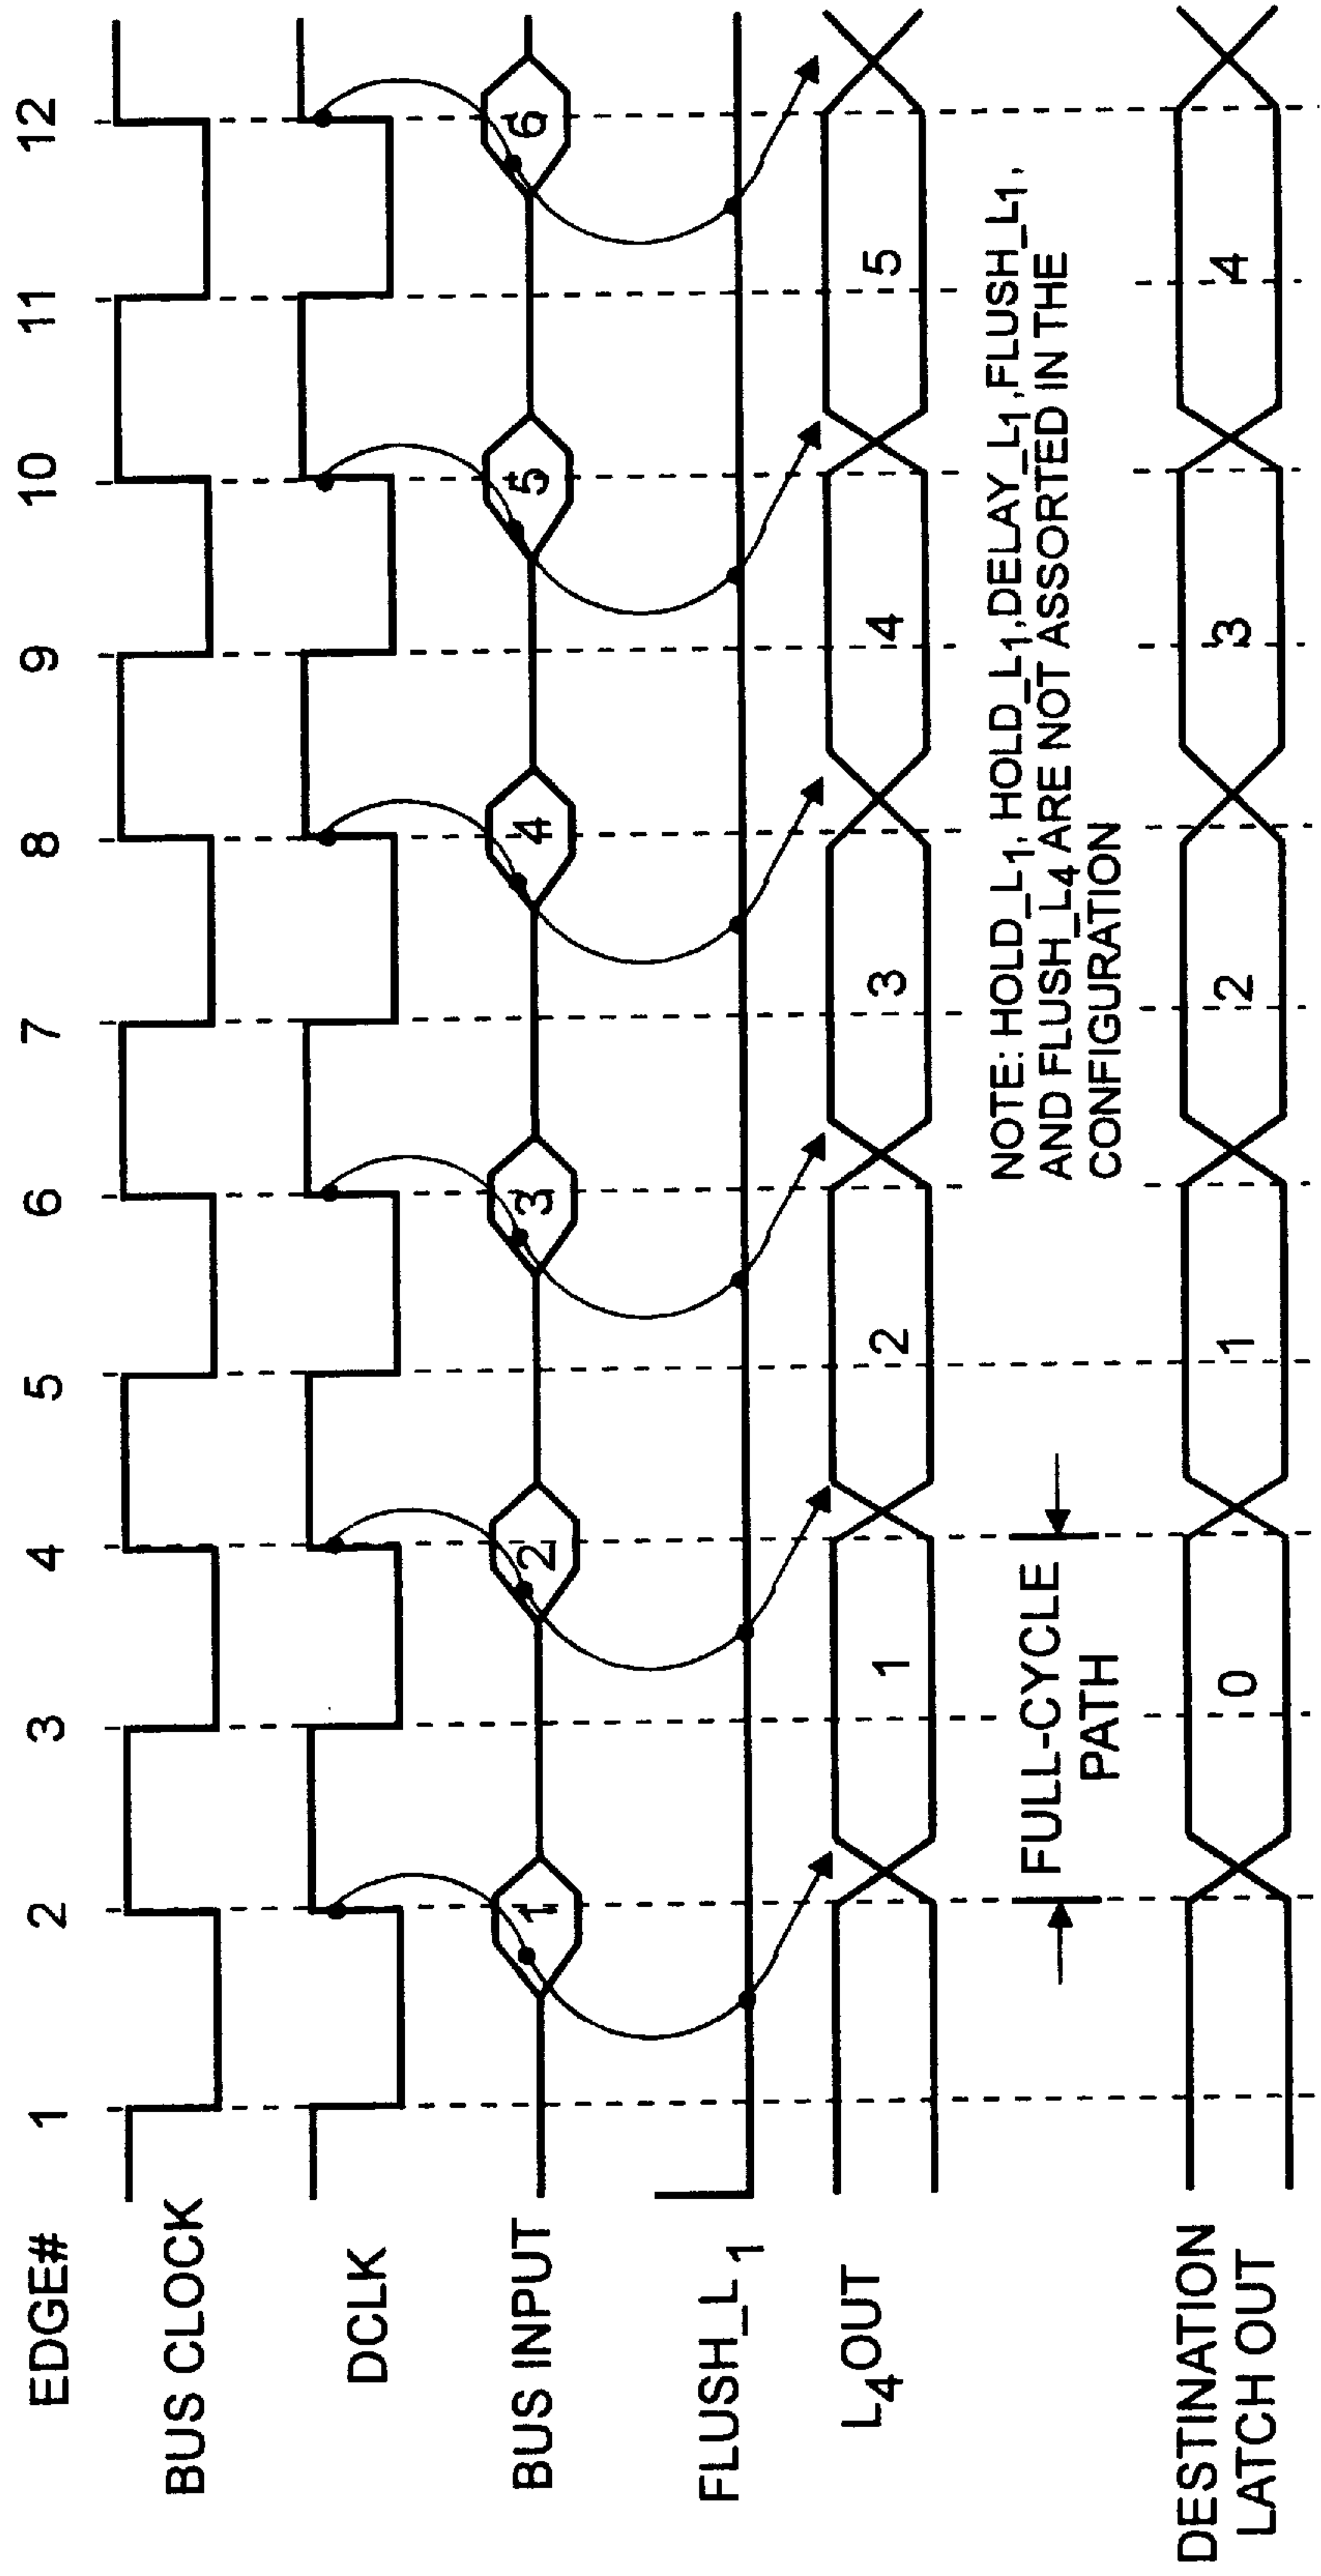 EDGE# 1 2 3 4 5 6 7 8 9 10 11 12
BUS CLOCK
DCLK
BUS INPUT 1 2 3 4 5 6
FLUSH_L1
L4OUT 1 2 3 4 5
FULL-CYCLE
PATH
NOTE: HOLD_L1, HOLD_L1,DELAY_L1,FLUSH_L1,
AND FLUSH_L4 ARE NOT ASSORTED IN THE
CONFIGURATION
DESTINATION
LATCH OUT 0 1 2 3 4